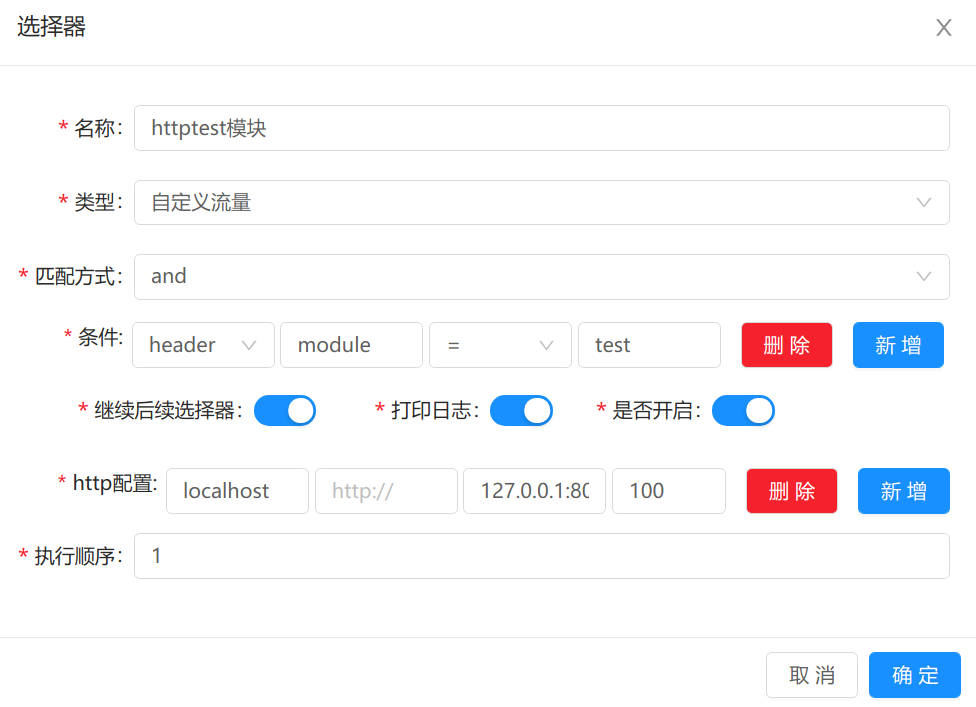 选择器
* 名称: httptest模块
* 类型: 自定义流量
* 匹配方式: and
* 条件: header module = test 删 除 新 增
* 继续后续选择器: * 打印日志: * 是否开启:
* http配置: localhost http:// 127.0.0.1:80 100 删 除 新 增
* 执行顺序: 1
取 消 确 定